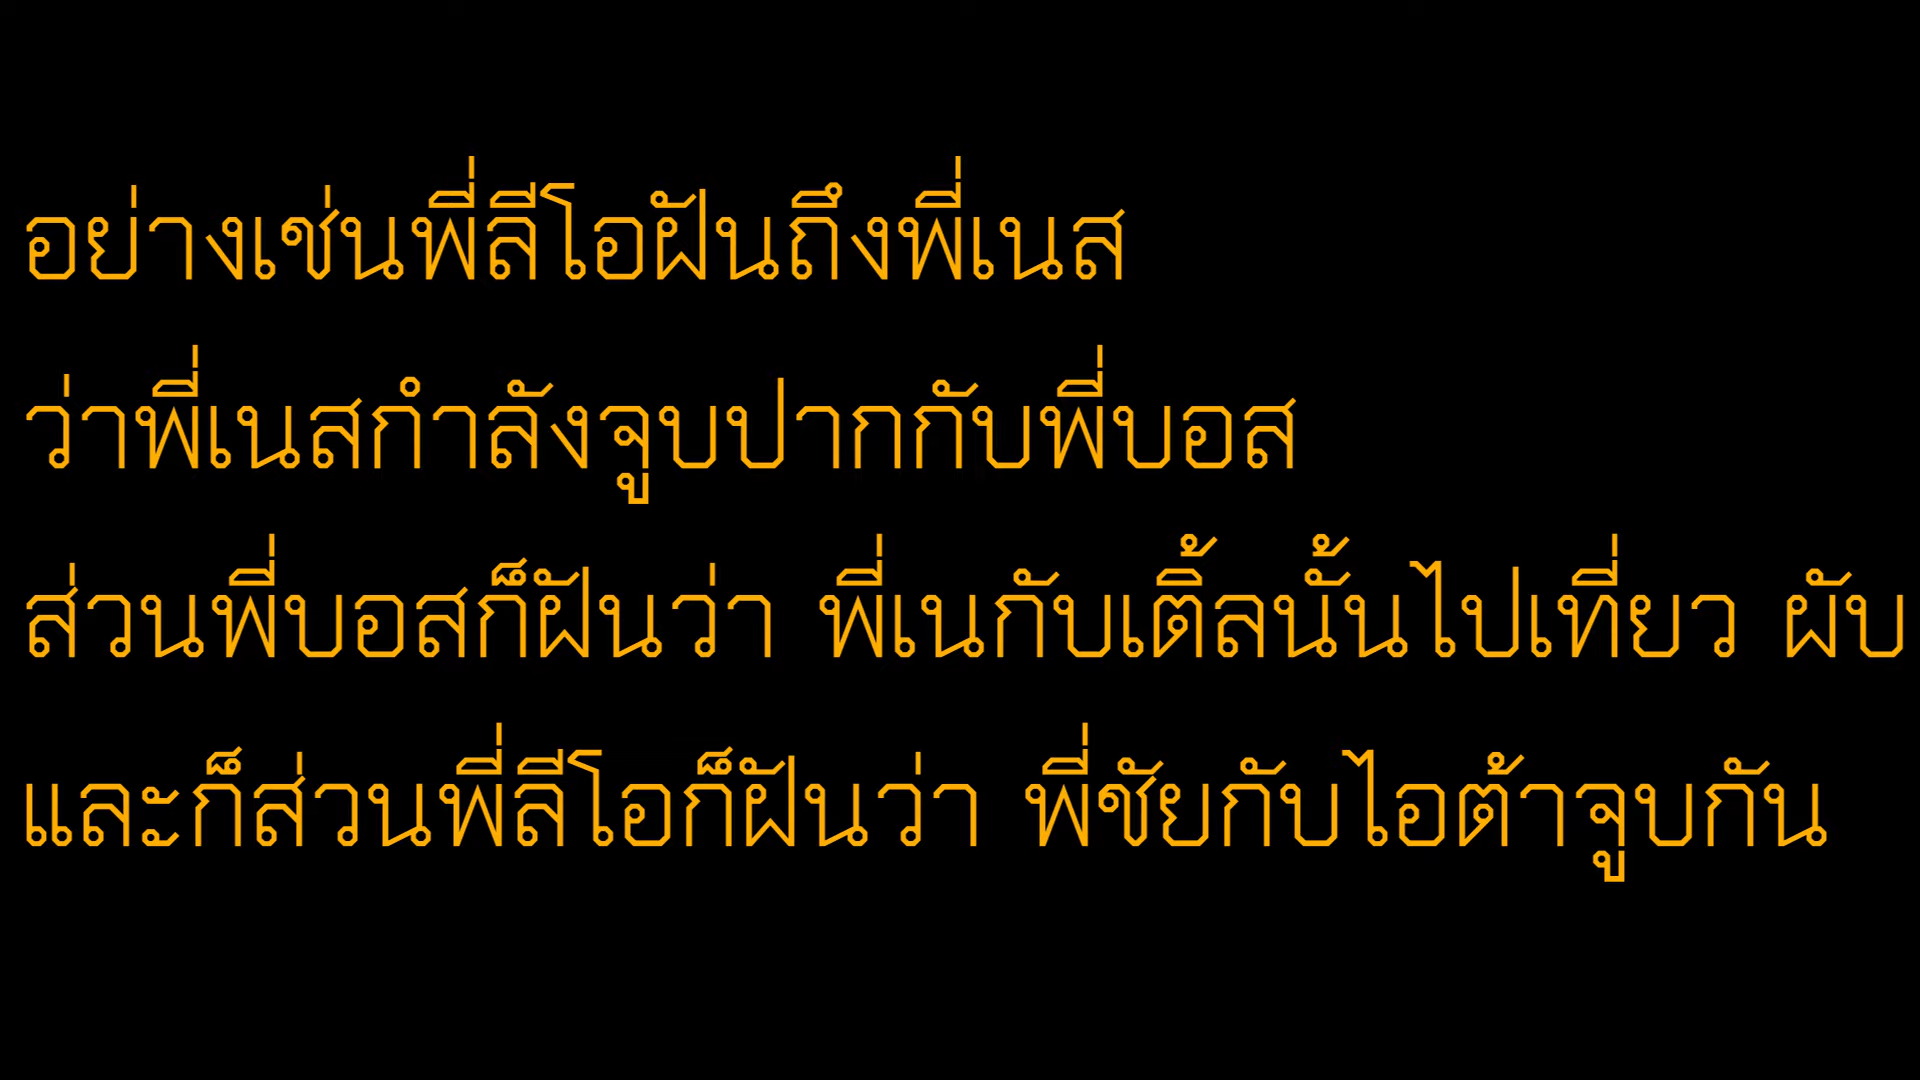 อย่างเช่นพี่ลีโอฝันถึงพี่เนส
ว่าพี่เนสกำลังจูบปากกับพี่บอส
ส่วนพี่บอสก็ฝันว่า พี่เนกับเติ้ลนั้นไปเที่ยว ผับ
และก็ส่วนพี่ลีโอก็ฝันว่า พี่ชัยกับไอต้าจูบกัน